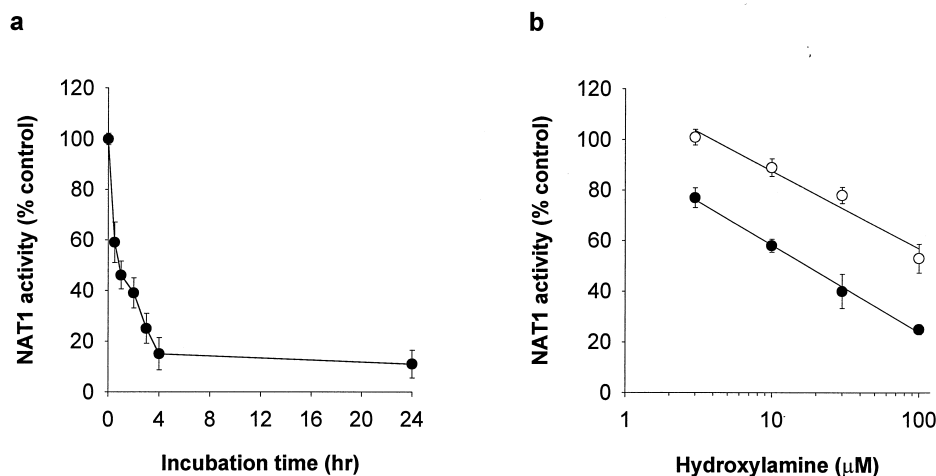 a
NAT1 activity (% control)
120
100
80
60
40
20
0
0 4 8 12 16 20 24
Incubation time (hr)
b
NAT1 activity (% control)
120
100
80
60
40
20
0
1 10 100
Hydroxylamine (µM)